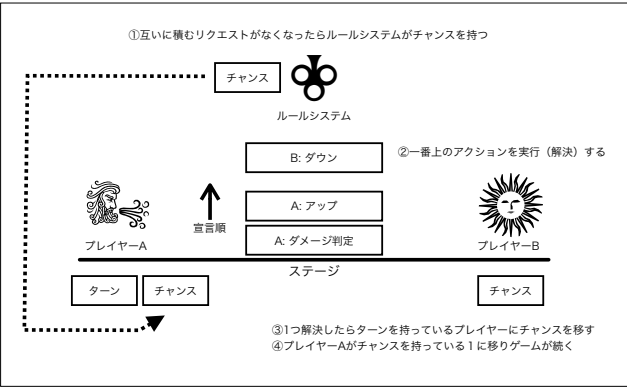 ①互いに積むリクエストがなくなったらルールシステムがチャンスを持つ
チャンス
ルールシステム
B: ダウン
②一番上のアクションを実行（解決）する
A: アップ
宣言順
A: ダメージ判定
プレイヤーA
プレイヤーB
ステージ
ターン
チャンス
チャンス
③1つ解決したらターンを持っているプレイヤーにチャンスを移す
④プレイヤーAがチャンスを持っている１に移りゲームが続く